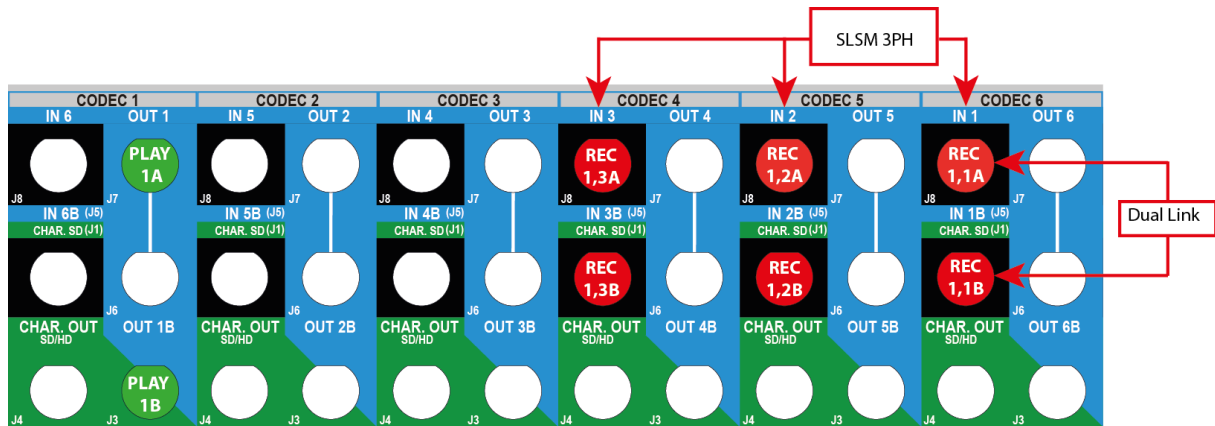 SLSM 3PH
CODEC 1 CODEC 2 CODEC 3 CODEC 4 CODEC 5 CODEC 6
IN 6 OUT 1 IN 5 OUT 2 IN 4 OUT 3 IN 3 OUT 4 IN 2 OUT 5 IN 1 OUT 6
PLAY REC REC REC
1A 1,3A 1,2A 1,1A
J8 J7 J8 J7 J8 J7 J8 J7 J8 J7 J8 J7
IN 6B (J5) IN 5B (J5) IN 4B (J5) IN 3B (J5) IN 2B (J5) IN 1B (J5) Dual Link
CHAR. SD (J1) CHAR. SD (J1) CHAR. SD (J1) CHAR. SD (J1) CHAR. SD (J1) CHAR. SD (J1)
REC REC REC
1,3B 1,2B 1,1B
J6 J6 J6 J6 J6 J6
CHAR. OUT OUT 1B CHAR. OUT OUT 2B CHAR. OUT OUT 3B CHAR. OUT OUT 4B CHAR. OUT OUT 5B CHAR. OUT OUT 6B
SD/HD SD/HD SD/HD SD/HD SD/HD SD/HD
PLAY
1B
J4 J3 J4 J3 J4 J3 J4 J3 J4 J3 J4 J3